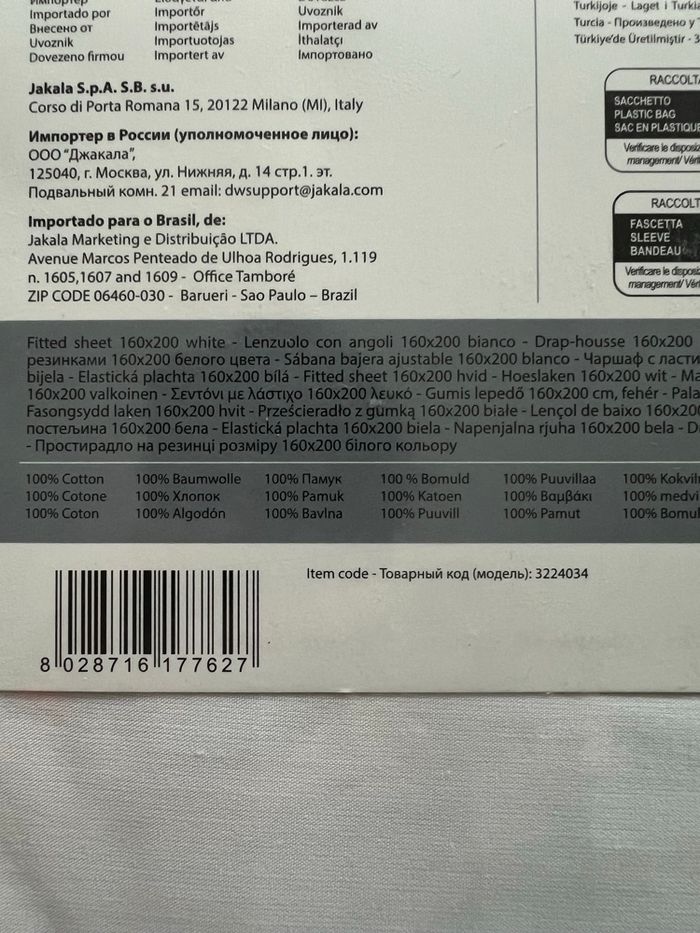 Importado por
Внесено от
Uvoznik
Dovezeno firmou
Importőr
Importētājs
Importuotojas
Importert av
Uvoznik
Importerad av
İthalatçı
Імпортовано
Turkijoje - Laget i Turkia
Turcia - Произведено у
Türkiye'de Üretilmiştir - 3
Jakala S.p.A. S.B. s.u.
Corso di Porta Romana 15, 20122 Milano (MI), Italy
Импортер в России (уполномоченное лицо):
ООО “Джакала”,
125040, г. Москва, ул. Нижняя, д. 14 стр.1. эт.
Подвальный комн. 21 email: dwsupport@jakala.com
Importado para o Brasil, de:
Jakala Marketing e Distribuição LTDA.
Avenue Marcos Penteado de Ulhoa Rodrigues, 1.119
n. 1605,1607 and 1609 - Office Tamboré
ZIP CODE 06460-030 - Barueri - Sao Paulo – Brazil
RACCOLTA
SACCHETTO
PLASTIC BAG
SAC EN PLASTIQUE
Verificare le disposiz
management/ Véri
RACCOLT
FASCETTA
SLEEVE
BANDEAU
Verificare le disposiz
management/ Véri
Fitted sheet 160x200 white - Lenzuolo con angoli 160x200 bianco - Drap-housse 160x200
резинками 160x200 белого цвета - Sábana bajera ajustable 160x200 blanco - Чаршаф с ласти
bijela - Elastická plachta 160x200 bílá - Fitted sheet 160x200 hvid - Hoeslaken 160x200 wit - Ma
160x200 valkoinen - Σεντόνι με λάστιχο 160x200 λευκό - Gumis lepedő 160x200 cm, fehér - Pala
Fasongsydd laken 160x200 hvit - Prześcieradło z gumką 160x200 białe - Lençol de baixo 160x200
постељина 160x200 бела - Elastická plachta 160x200 biela - Napenjalna rjuha 160x200 bela - D
- Простирадло на резинці розміру 160x200 білого кольору
100% Cotton 100% Baumwolle 100% Памук 100 % Bomuld 100% Puuvillaa 100% Kokviln
100% Cotone 100% Хлопок 100% Pamuk 100% Katoen 100% Βαμβάκι 100% medvi
100% Coton 100% Algodón 100% Bavlna 100% Puuvill 100% Pamut 100% Bomul
Item code - Товарный код (модель): 3224034
8 028716 177627